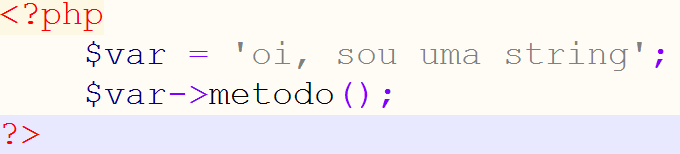 <?php
$var = 'oi, sou uma string';
$var->metodo();
?>